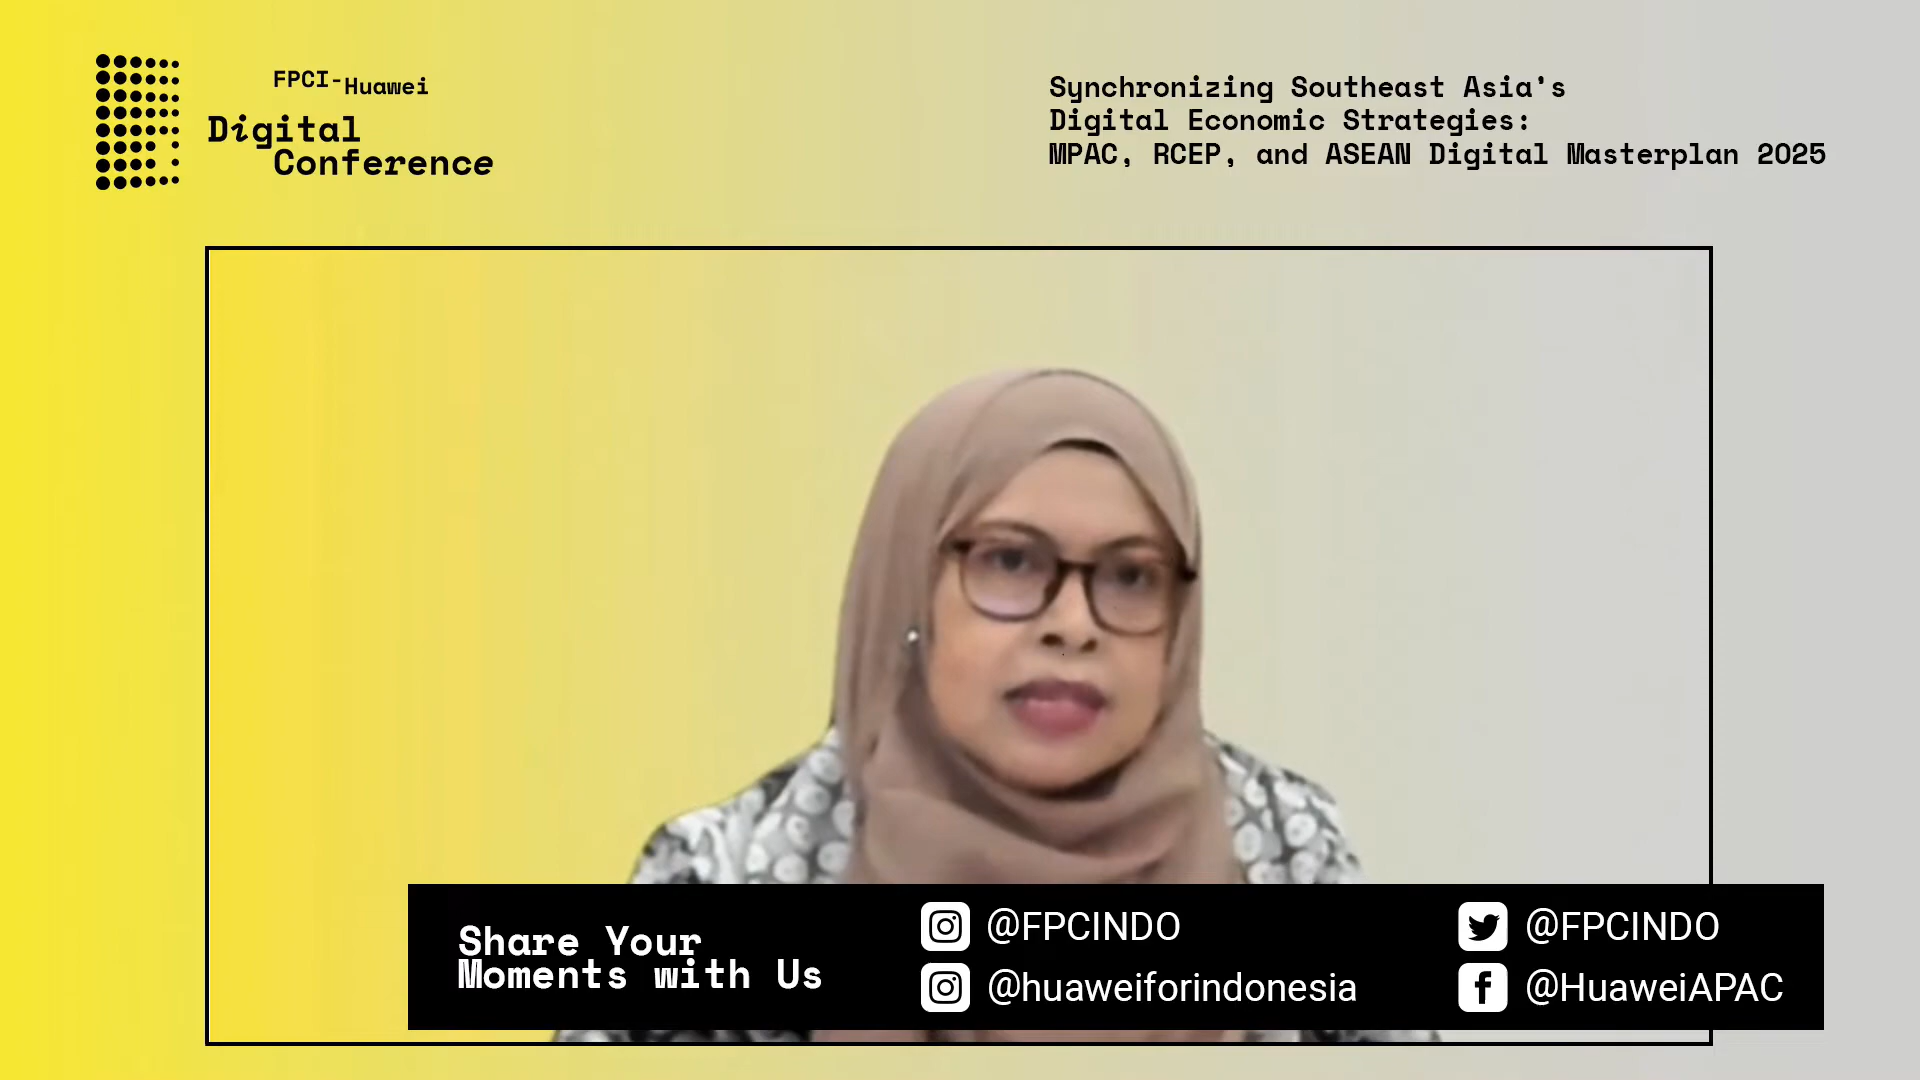 FPCI-Huawei
Digital
Conference
Synchronizing Southeast Asia's
Digital Economic Strategies:
MPAC, RCEP, and ASEAN Digital Masterplan 2025
Share Your
Moments with Us
@FPCINDO
@huaweiforindonesia
@FPCINDO
@HuaweiAPAC